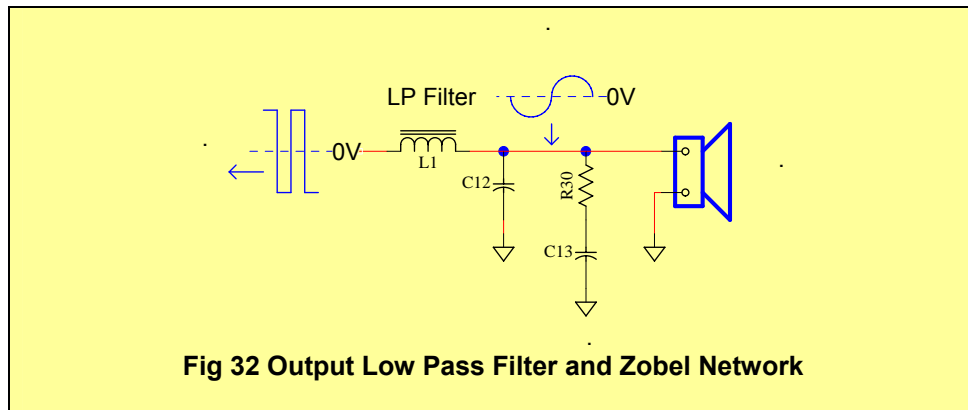 LP Filter
0V
0V
L1
C12
R30
C13
Fig 32 Output Low Pass Filter and Zobel Network